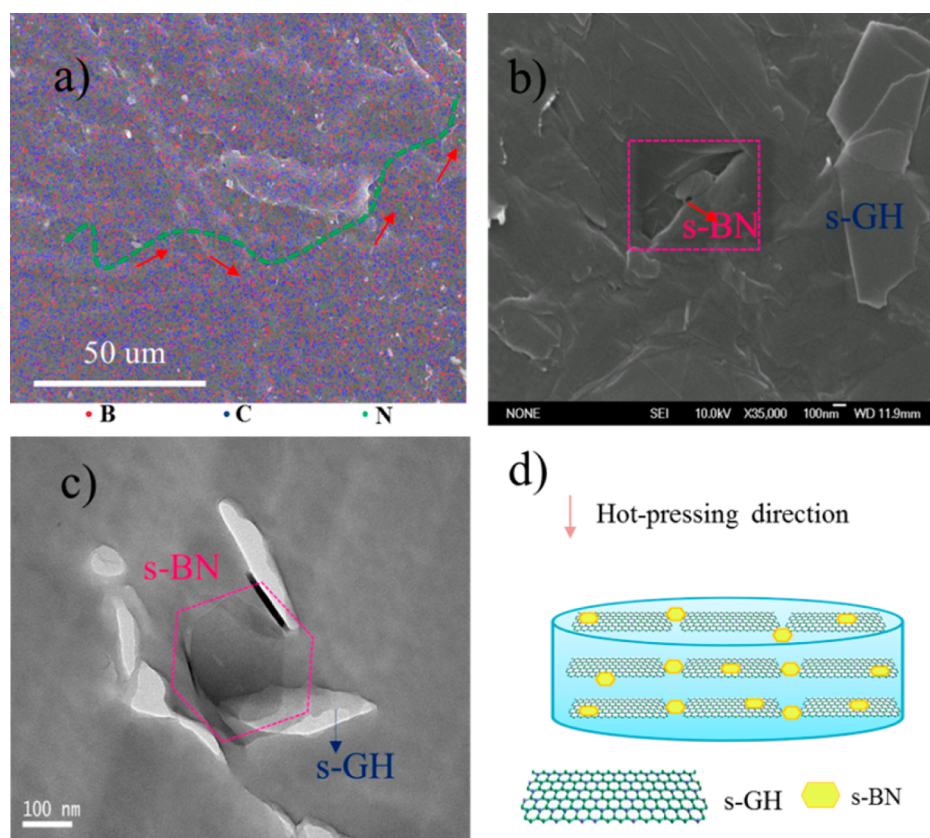 a)
50 um
B C N
b)
s-BN
s-GH
NONE SEI 10.0kV X35,000 100nm WD 11.9mm
c)
s-BN
s-GH
100 nm
d)
Hot-pressing direction
s-GH s-BN